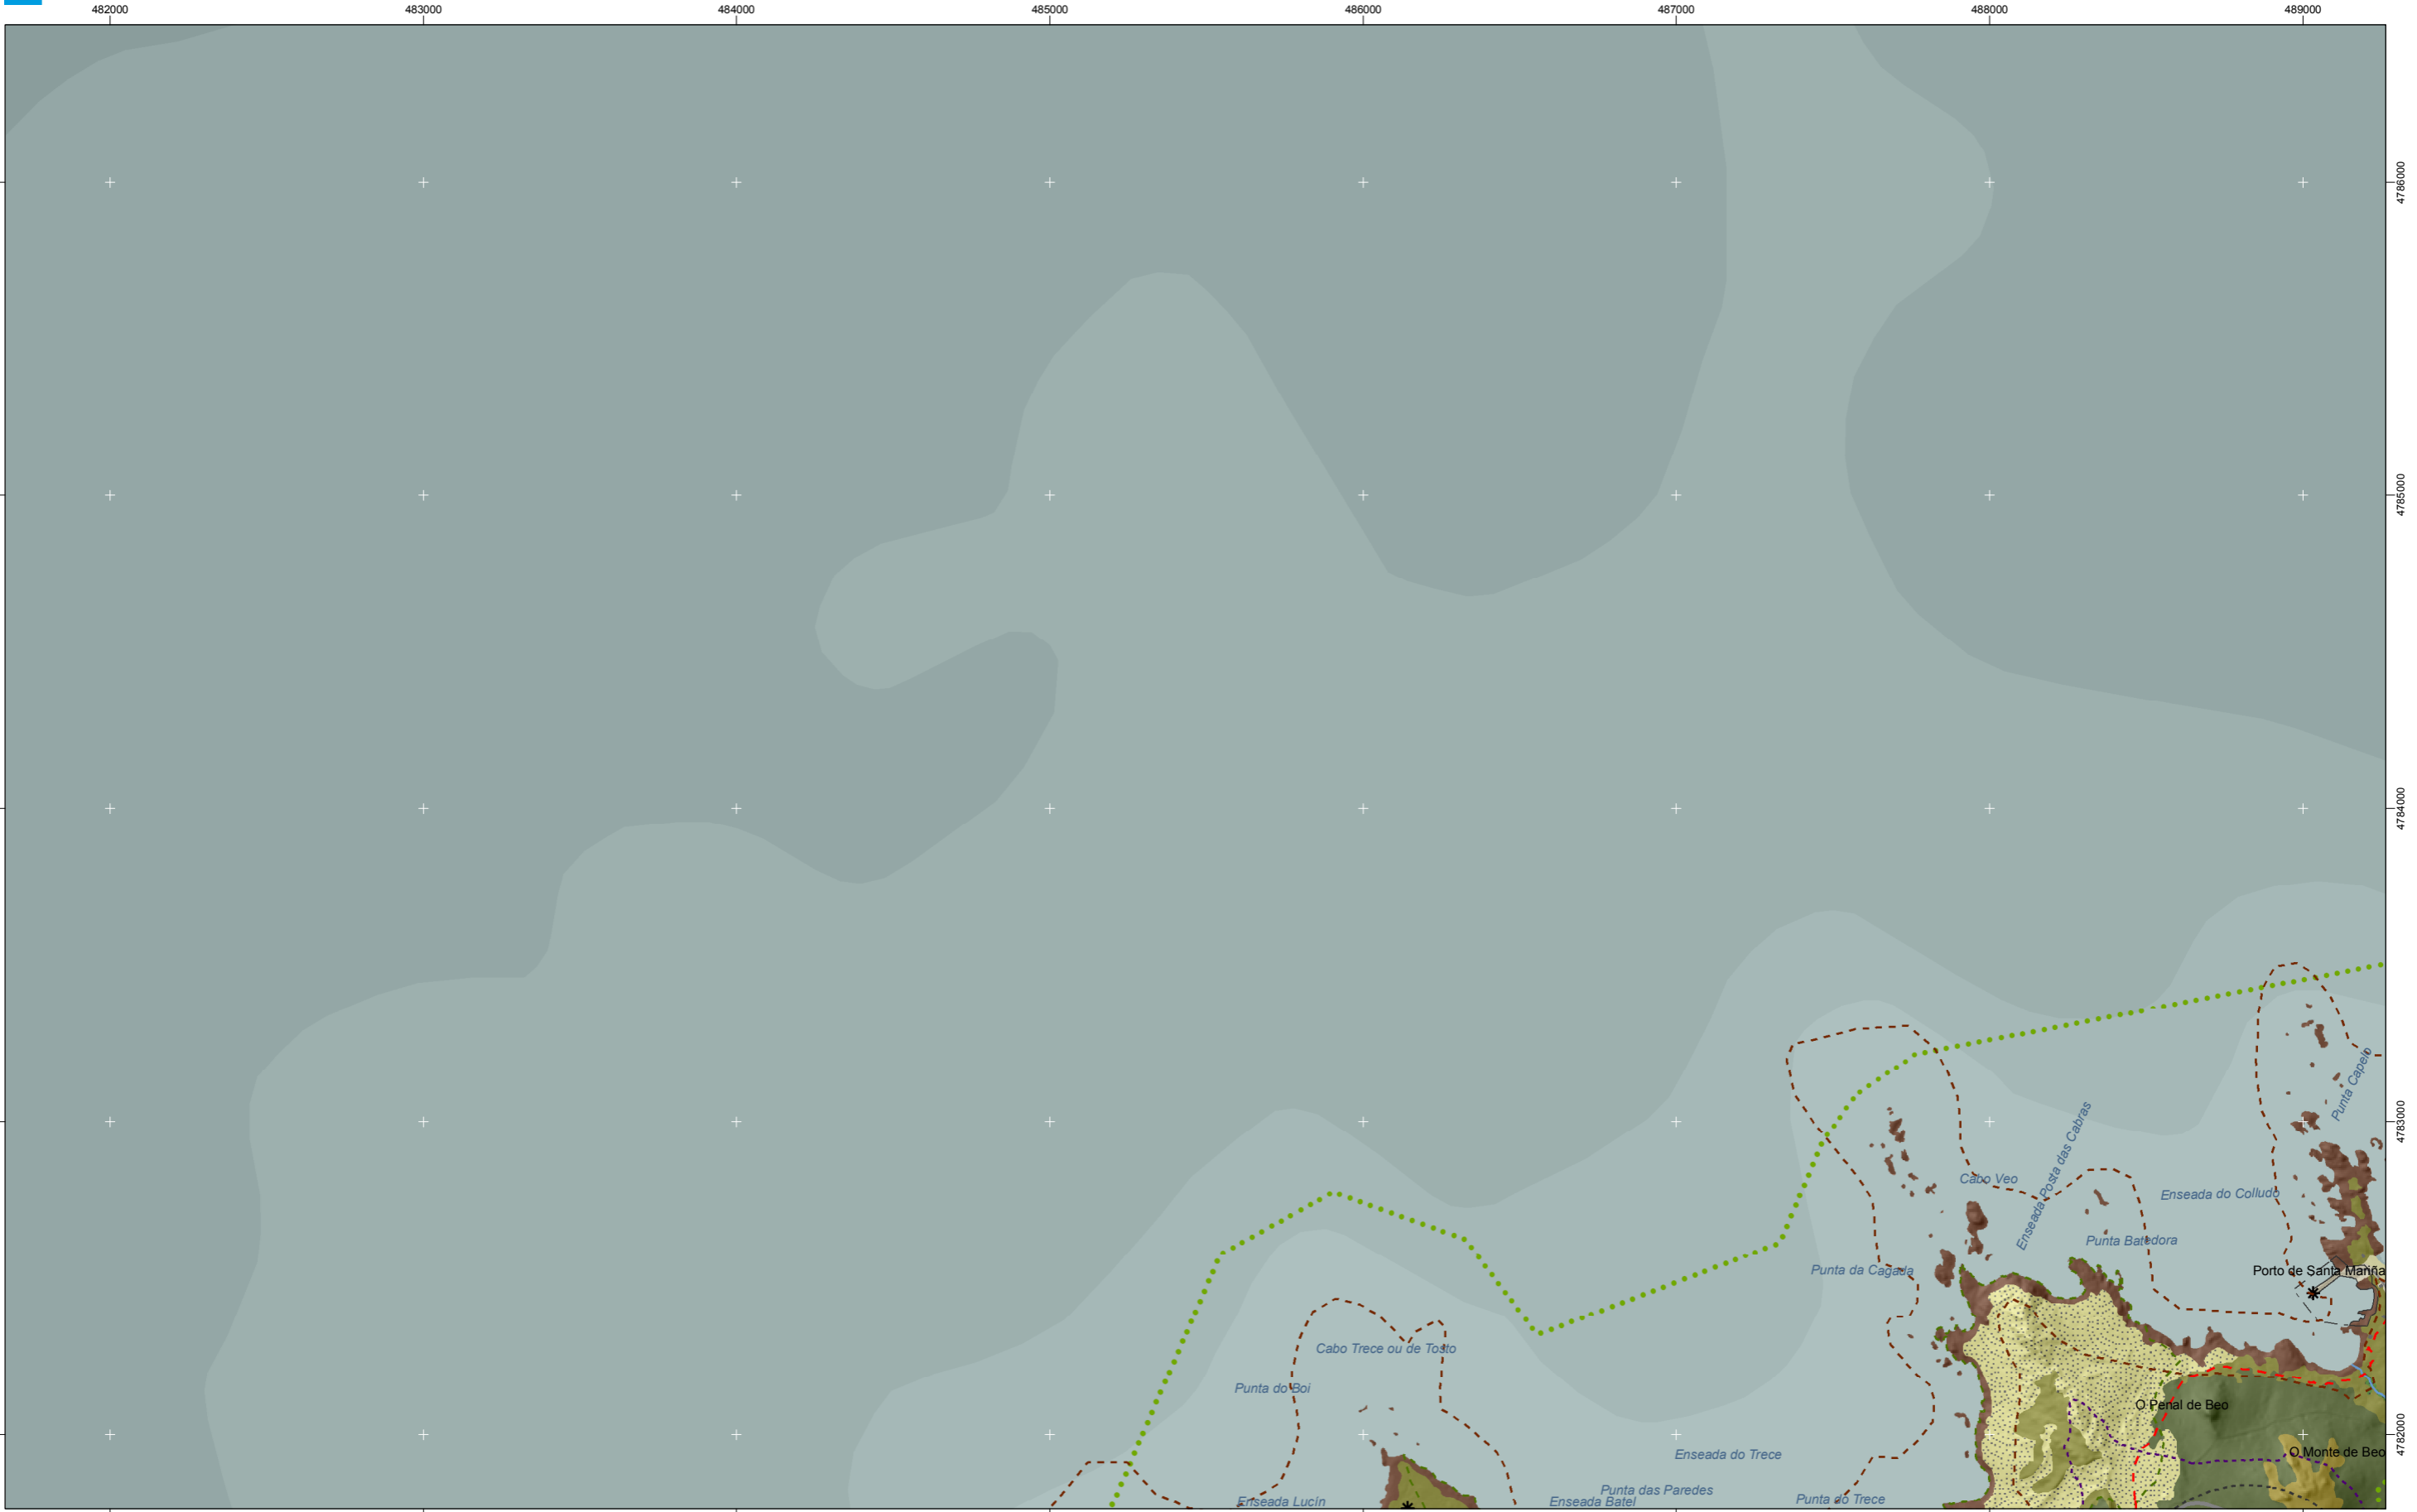 482000
483000
484000
485000
486000
487000
488000
489000
4786000
4785000
4784000
Punta Capelo
4783000
Enseada Posta das Cabras
Cabo Veo
Enseada do Colludo
Punta Batedora
Punta da Cagada
Porto de Santa Mariña
Cabo Trece ou de Tosto
Punta do Boi
O Penal de Beo
4782000
Enseada do Trece
O Monte de Beo
Punta das Paredes
Enseada Lucín
Enseada Batel
Punta do Trece